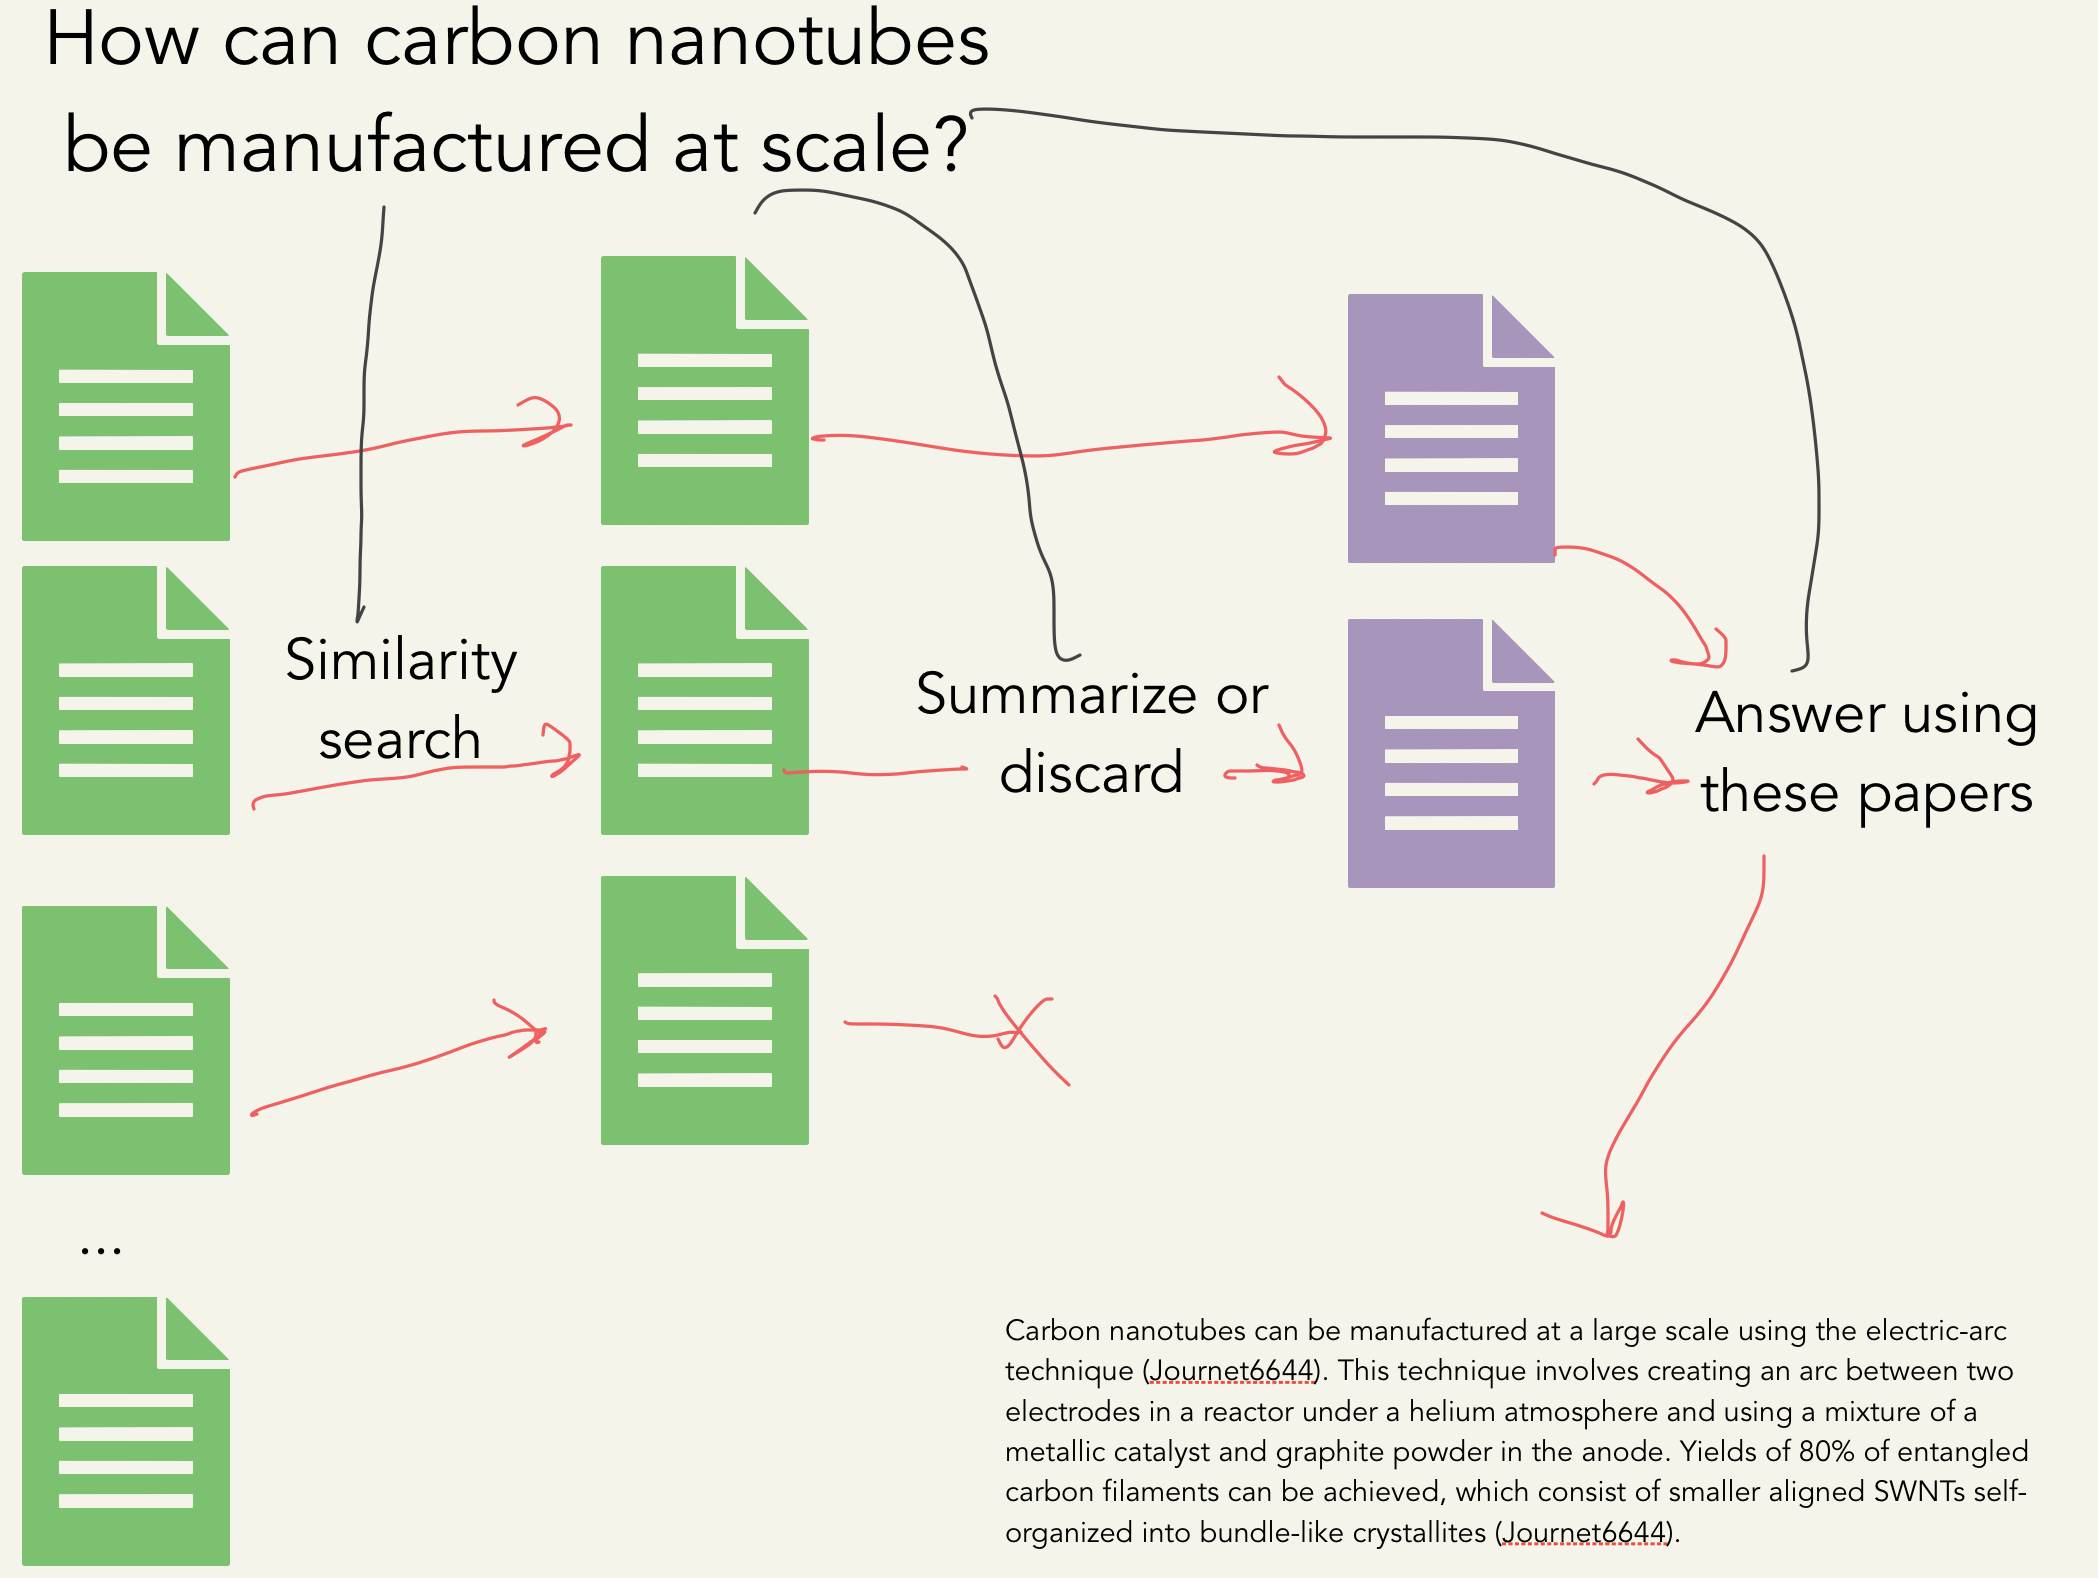 How can carbon nanotubes
be manufactured at scale?
Similarity
search
Summarize or
discard
Answer using
these papers
...
Carbon nanotubes can be manufactured at a large scale using the electric-arc
technique (Journet6644). This technique involves creating an arc between two
electrodes in a reactor under a helium atmosphere and using a mixture of a
metallic catalyst and graphite powder in the anode. Yields of 80% of entangled
carbon filaments can be achieved, which consist of smaller aligned SWNTs self-
organized into bundle-like crystallites (Journet6644).